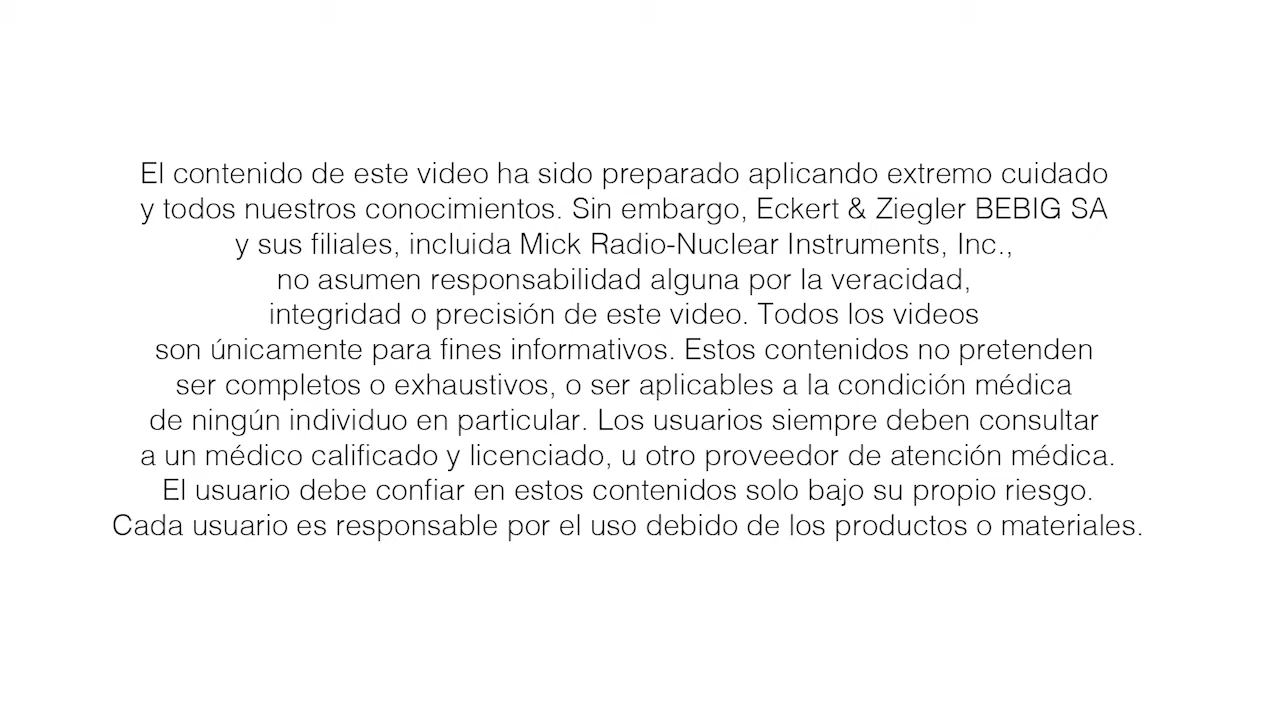 El contenido de este video ha sido preparado aplicando extremo cuidado
y todos nuestros conocimientos. Sin embargo, Eckert & Ziegler BEBIG SA
y sus filiales, incluida Mick Radio-Nuclear Instruments, Inc.,
no asumen responsabilidad alguna por la veracidad,
integridad o precisión de este video. Todos los videos
son únicamente para fines informativos. Estos contenidos no pretenden
ser completos o exhaustivos, o ser aplicables a la condición médica
de ningún individuo en particular. Los usuarios siempre deben consultar
a un médico calificado y licenciado, u otro proveedor de atención médica.
El usuario debe confiar en estos contenidos solo bajo su propio riesgo.
Cada usuario es responsable por el uso debido de los productos o materiales.